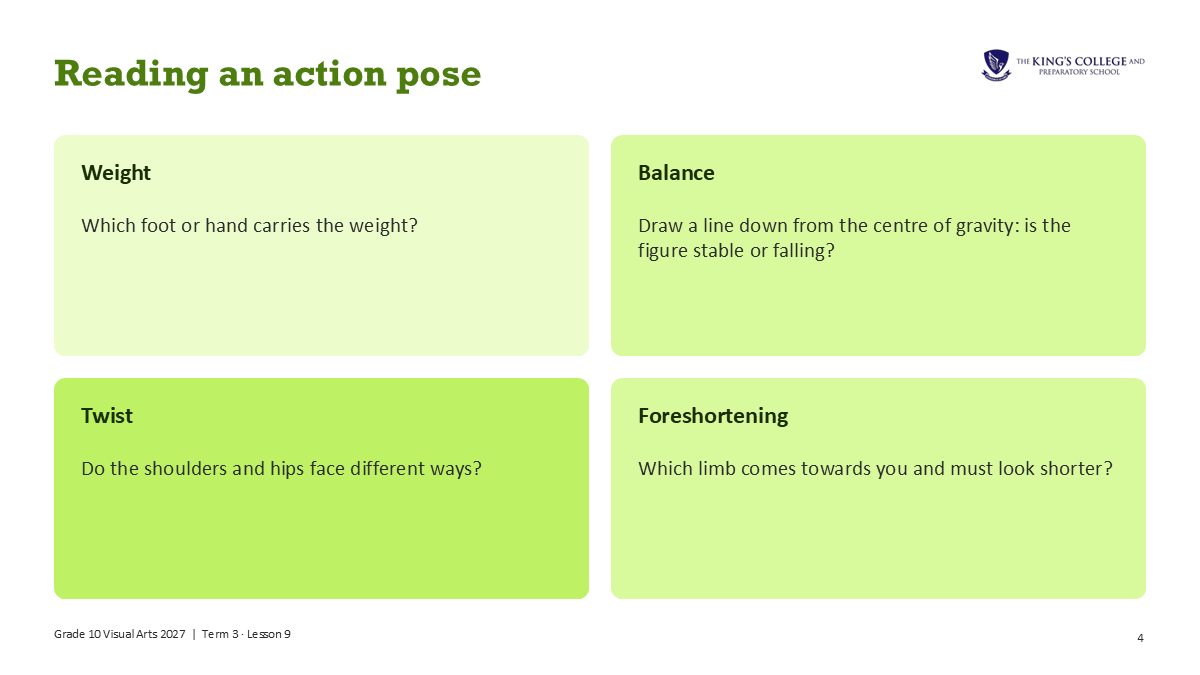 Reading an action pose
THE KING'S COLLEGE AND
PREPARATORY SCHOOL
Weight
Which foot or hand carries the weight?
Balance
Draw a line down from the centre of gravity: is the
figure stable or falling?
Twist
Do the shoulders and hips face different ways?
Foreshortening
Which limb comes towards you and must look shorter?
Grade 10 Visual Arts 2027 | Term 3 · Lesson 9
4